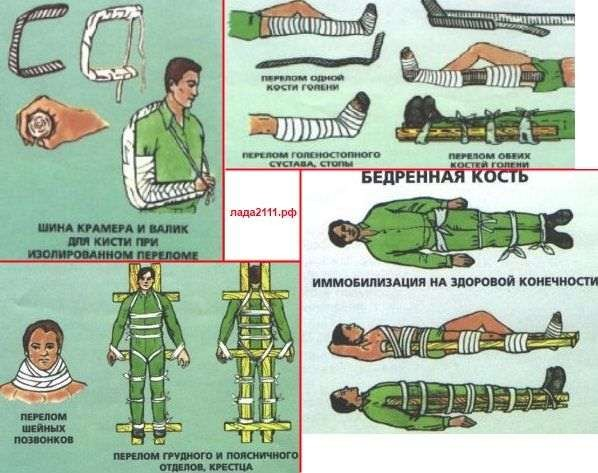 ПЕРЕЛОМ ОДНОЙ
КОСТИ ГОЛЕНИ
ПЕРЕЛОМ ГОЛЕНОСТОПНОГО
СУСТАВА, СТОПЫ
ПЕРЕЛОМ ОБЕИХ
КОСТЕЙ ГОЛЕНИ
ШИНА КРАМЕРА И ВАЛИК
ДЛЯ КИСТИ ПРИ
ИЗОЛИРОВАННОМ ПЕРЕЛОМЕ
лада2111.рф
БЕДРЕННАЯ КОСТЬ
ИММОБИЛИЗАЦИЯ НА ЗДОРОВОЙ КОНЕЧНОСТИ
ПЕРЕЛОМ
ШЕЙНЫХ
ПОЗВОНКОВ
ПЕРЕЛОМ ГРУДНОГО И ПОЯСНИЧНОГО
ОТДЕЛОВ, КРЕСТЦА